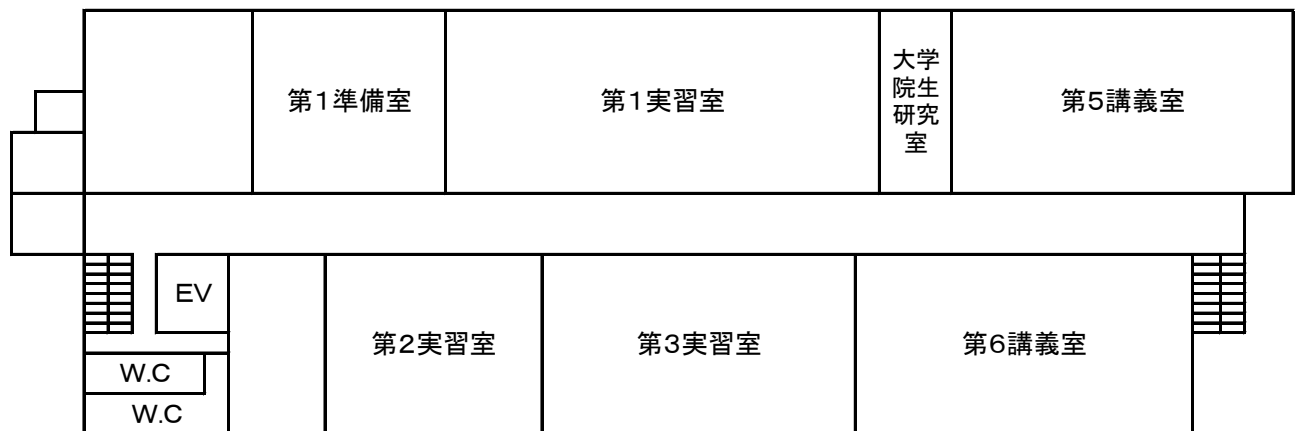 第１準備室
第１実習室
大学
院生
研究
室
第５講義室
EV
第２実習室
第３実習室
第６講義室
W.C
W.C